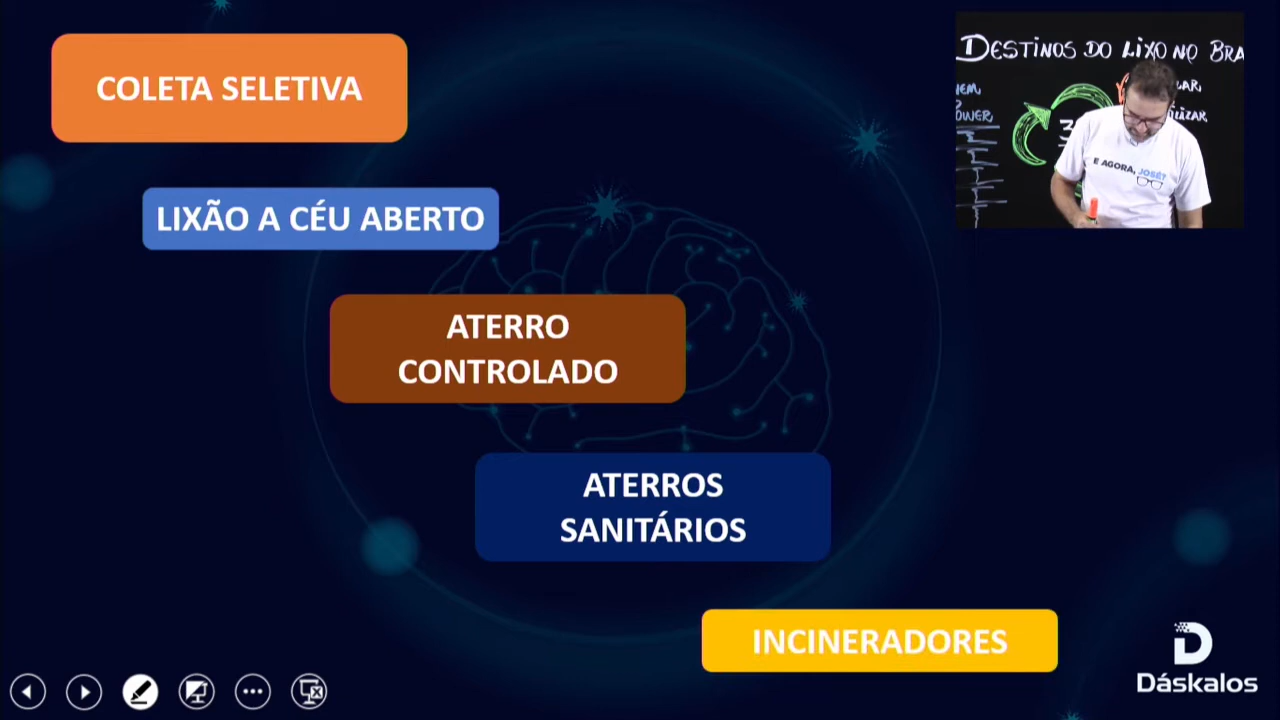 COLETA SELETIVA
DESTINOS DO LIXO NO BRA
E AGORA, JOSÉ?
LIXÃO A CÉU ABERTO
ATERRO
CONTROLADO
ATERROS
SANITÁRIOS
INCINERADORES
Dáskalos